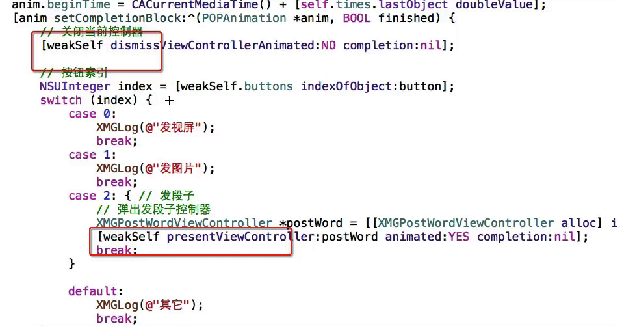 anim.beginTime = CACurrentMediaTime() + [self.times.lastObject doubleValue];
[anim setCompletionBlock:^(POPAnimation *anim, BOOL finished) {
// 关闭当前控制器
[weakSelf dismissViewControllerAnimated:NO completion:nil];
// 按钮索引
NSUInteger index = [weakSelf.buttons indexOfObject:button];
switch (index) {
case 0:
XMGLog(@"发视屏");
break;
case 1:
XMGLog(@"发图片");
break;
case 2: { // 发段子
// 弹出发段子控制器
XMGPostWordViewController *postWord = [[XMGPostWordViewController alloc] i
[weakSelf presentViewController:postWord animated:YES completion:nil];
break;
}
default:
XMGLog(@"其它");
break;